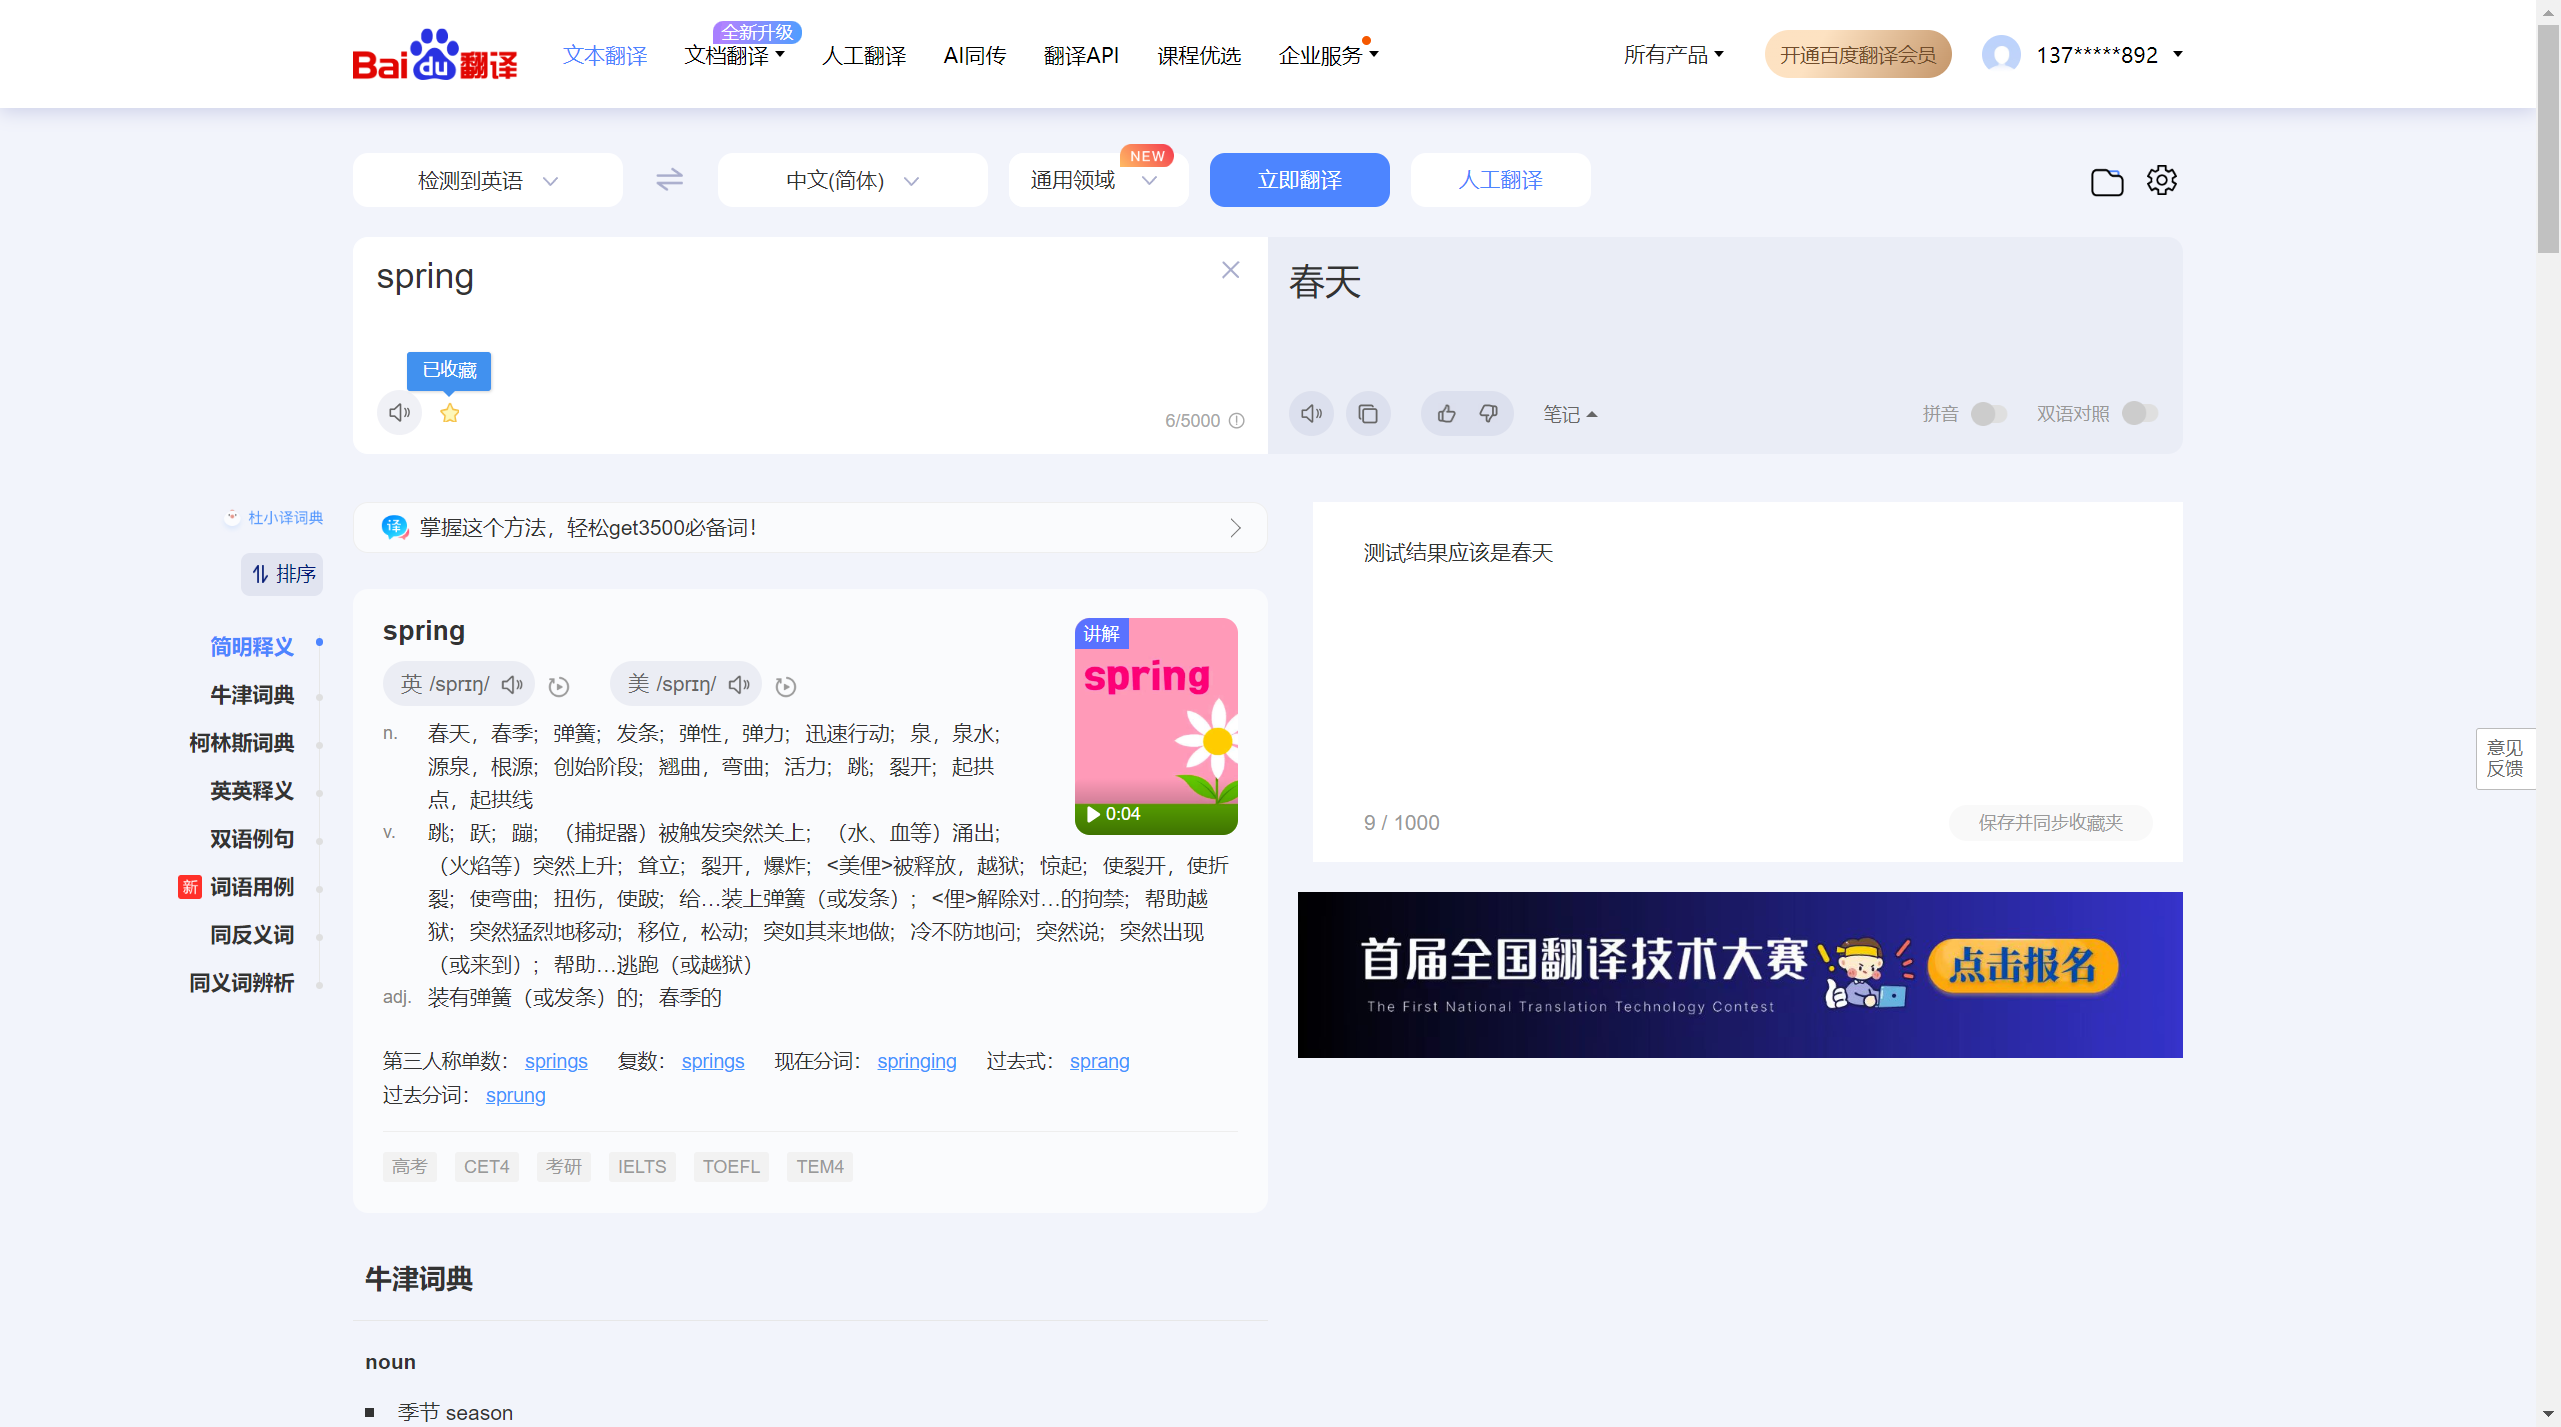 Baidu翻译
文本翻译
文档翻译
全新升级
人工翻译
AI同传
翻译API
课程优选
企业服务
所有产品
开通百度翻译会员
137*****892
检测到英语
中文(简体)
通用领域
NEW
立即翻译
人工翻译
spring
春天
已收藏
6/5000
笔记
拼音
双语对照
杜小译词典
排序
简明释义
牛津词典
柯林斯词典
英英释义
双语例句
新 词语用例
同反义词
同义词辨析
掌握这个方法，轻松get3500必备词！
spring
英 /sprɪŋ/
美 /sprɪŋ/
n. 春天，春季；弹簧；发条；弹性，弹力；迅速行动；泉，泉水；
源泉，根源；创始阶段；翘曲，弯曲；活力；跳；裂开；起拱
点，起拱线
v. 跳；跃；蹦；（捕捉器）被触发突然关上；（水、血等）涌出；
（火焰等）突然上升；耸立；裂开，爆炸；<美俚>被释放，越狱；惊起；使裂开，使折
裂；使弯曲；扭伤，使跛；给…装上弹簧（或发条）；<俚>解除对…的拘禁；帮助越
狱；突然猛烈地移动；移位，松动；突如其来地做；冷不防地问；突然说；突然出现
（或来到）；帮助…逃跑（或越狱）
adj. 装有弹簧（或发条）的；春季的
讲解
spring
0:04
第三人称单数： springs 复数： springs 现在分词： springing 过去式： sprang
过去分词： sprung
高考 CET4 考研 IELTS TOEFL TEM4
牛津词典
noun
季节 season
测试结果应该是春天
9 / 1000
保存并同步收藏夹
首届全国翻译技术大赛
The First National Translation Technology Contest
点击报名
意见
反馈